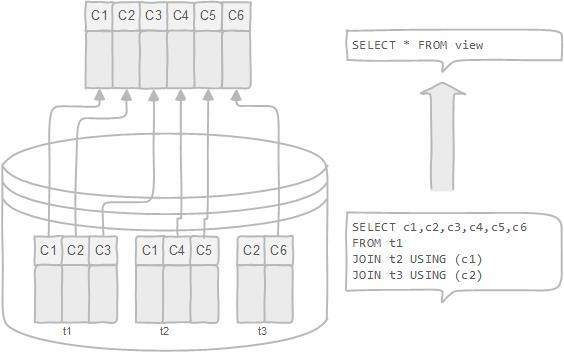 C1 C2 C3 C4 C5 C6
SELECT * FROM view
SELECT c1,c2,c3,c4,c5,c6
FROM t1
JOIN t2 USING (c1)
JOIN t3 USING (c2)
C1 C2 C3 C1 C4 C5 C2 C6
t1 t2 t3